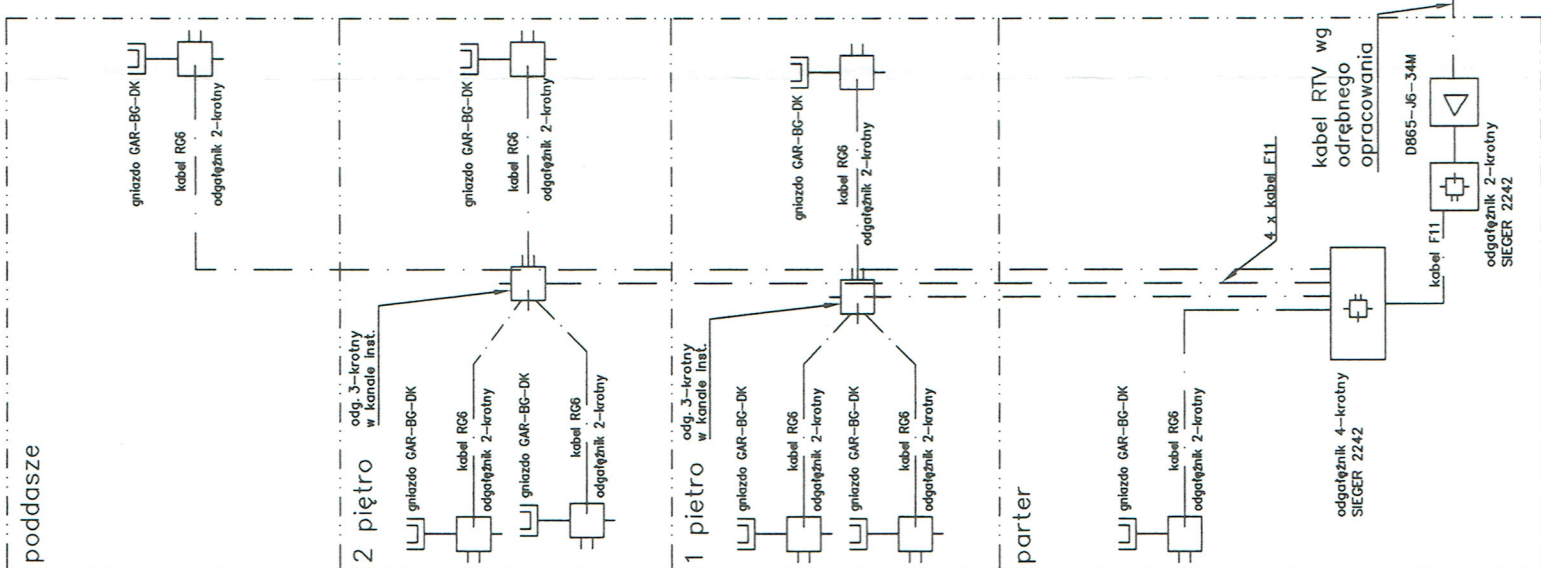 poddasze
gniazdo GAR-BG-DK
kabel RG6
odgałęźnik 2-krotny
2 piętro
odg. 3-krotny
w kanale inst.
gniazdo GAR-BG-DK
kabel RG6
odgałęźnik 2-krotny
gniazdo GAR-BG-DK
kabel RG6
odgałęźnik 2-krotny
gniazdo GAR-BG-DK
kabel RG6
odgałęźnik 2-krotny
1 pietro
odg. 3-krotny
w kanale inst.
gniazdo GAR-BG-DK
kabel RG6
odgałęźnik 2-krotny
gniazdo GAR-BG-DK
kabel RG6
odgałęźnik 2-krotny
gniazdo GAR-BG-DK
kabel RG6
odgałęźnik 2-krotny
parter
gniazdo GAR-BG-DK
kabel RG6
odgałęźnik 2-krotny
4 x kabel F11
kabel RTV wg
odrębnego
opracowania
D865-J6-34M
odgałęźnik 2-krotny
SIEGER 2242
kabel F11
odgałęźnik 4-krotny
SIEGER 2242